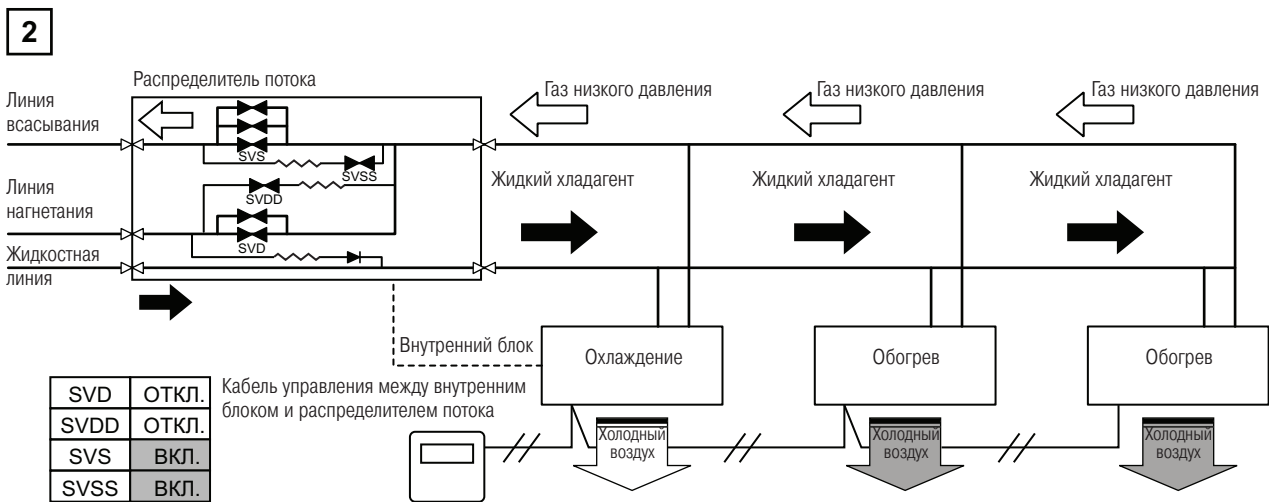 2
Распределитель потока
Линия
всасывания
Газ низкого давления
Газ низкого давления
Газ низкого давления
SVS
SVSS
Линия
нагнетания
SVDD
Жидкий хладагент
Жидкий хладагент
Жидкий хладагент
SVD
Жидкостная
линия
Внутренний блок
Охлаждение
Обогрев
Обогрев
Кабель управления между внутренним
блоком и распределителем потока
SVD ОТКЛ.
SVDD ОТКЛ.
SVS ВКЛ.
SVSS ВКЛ.
Холодный
воздух
Холодный
воздух
Холодный
воздух